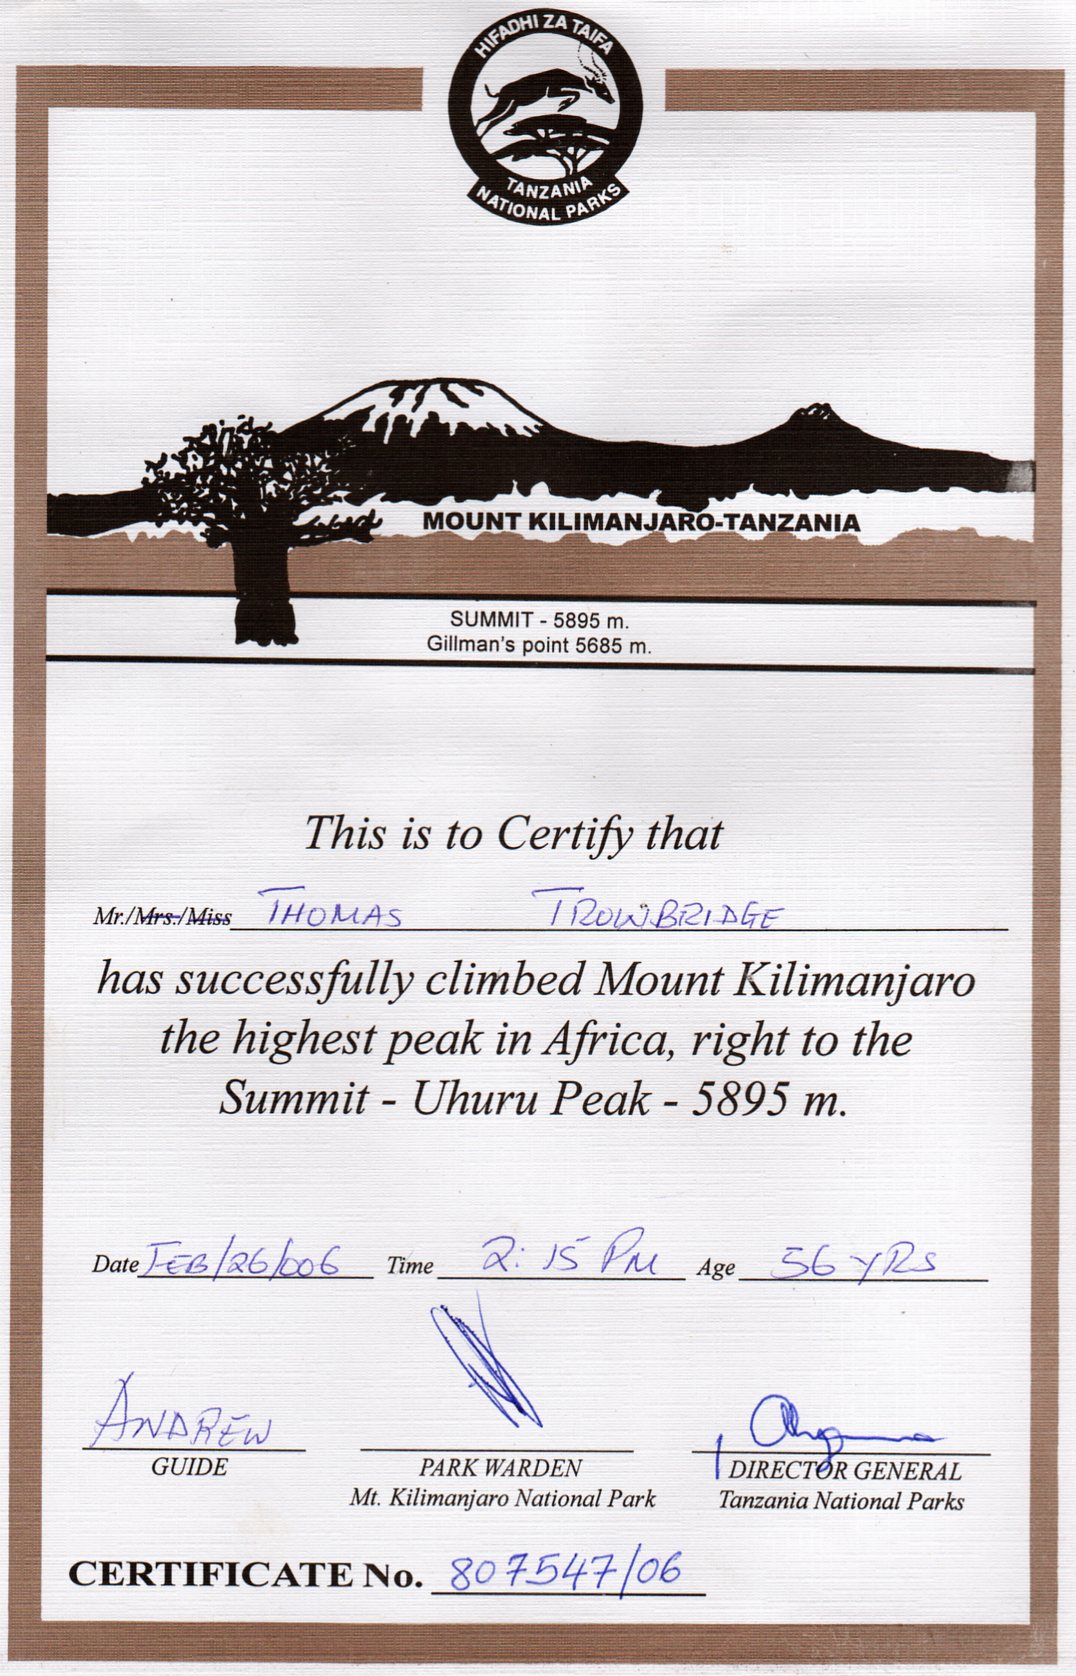 HIFADHI ZA TAIFA
TANZANIA
NATIONAL PARKS
MOUNT KILIMANJARO-TANZANIA
SUMMIT - 5895 m.
Gillman's point 5685 m.
This is to Certify that
Mr./Mrs./Miss THOMAS TROWBRIDGE
has successfully climbed Mount Kilimanjaro
the highest peak in Africa, right to the
Summit - Uhuru Peak - 5895 m.
Date FEB/26/006 Time 2:15 PM Age 56 YRS
ANDREW
GUIDE PARK WARDEN DIRECTOR GENERAL
Mt. Kilimanjaro National Park Tanzania National Parks
CERTIFICATE No. 807547/06